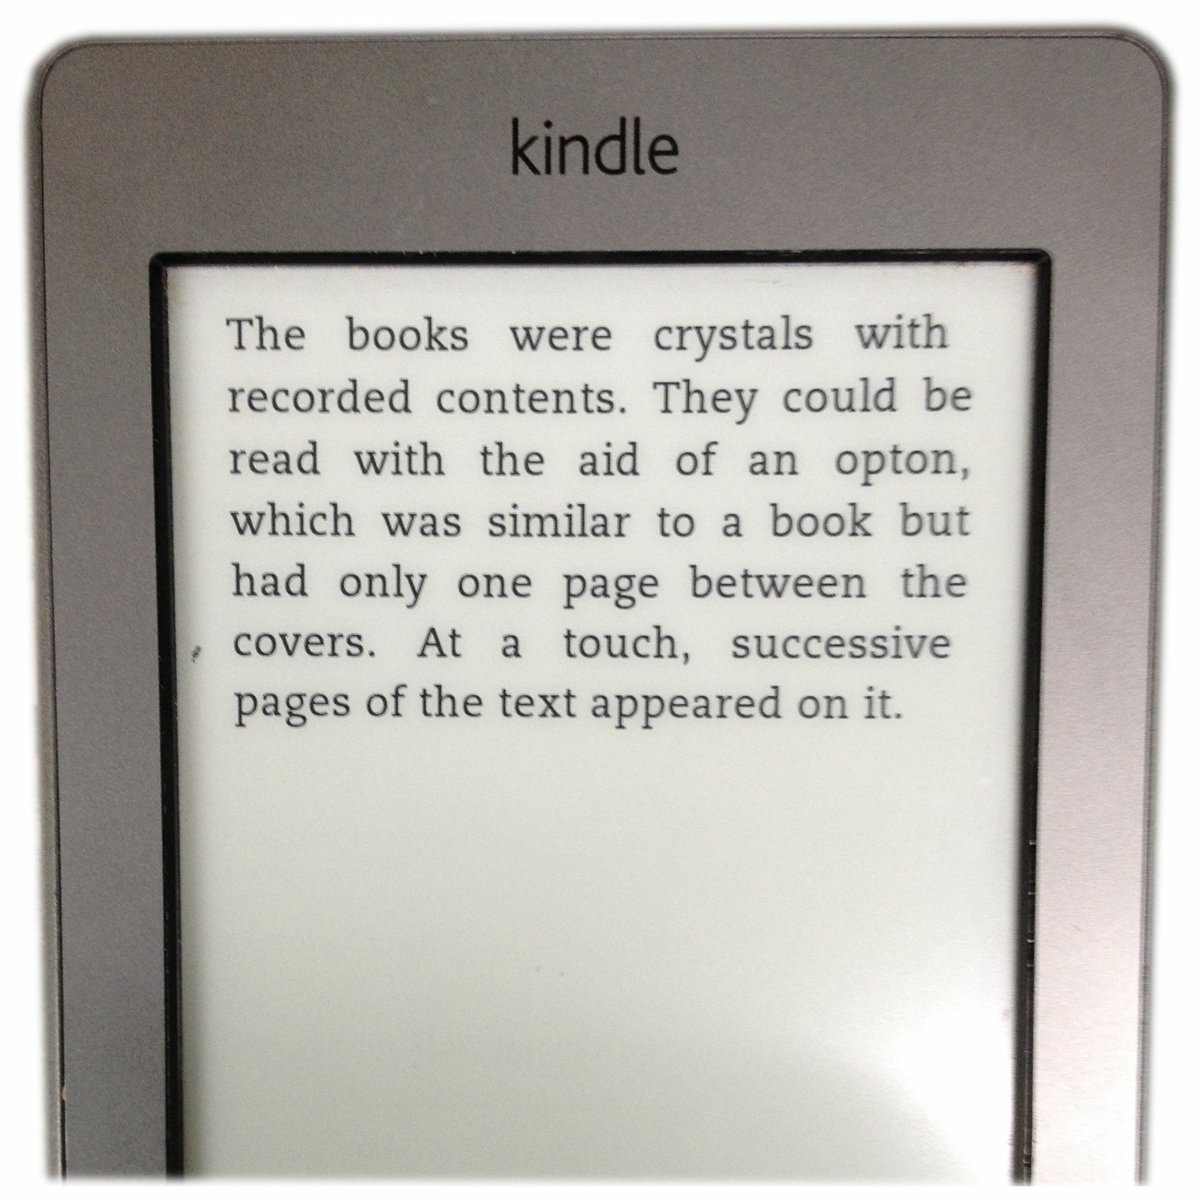 kindle
The books were crystals with
recorded contents. They could be
read with the aid of an opton,
which was similar to a book but
had only one page between the
covers. At a touch, successive
pages of the text appeared on it.